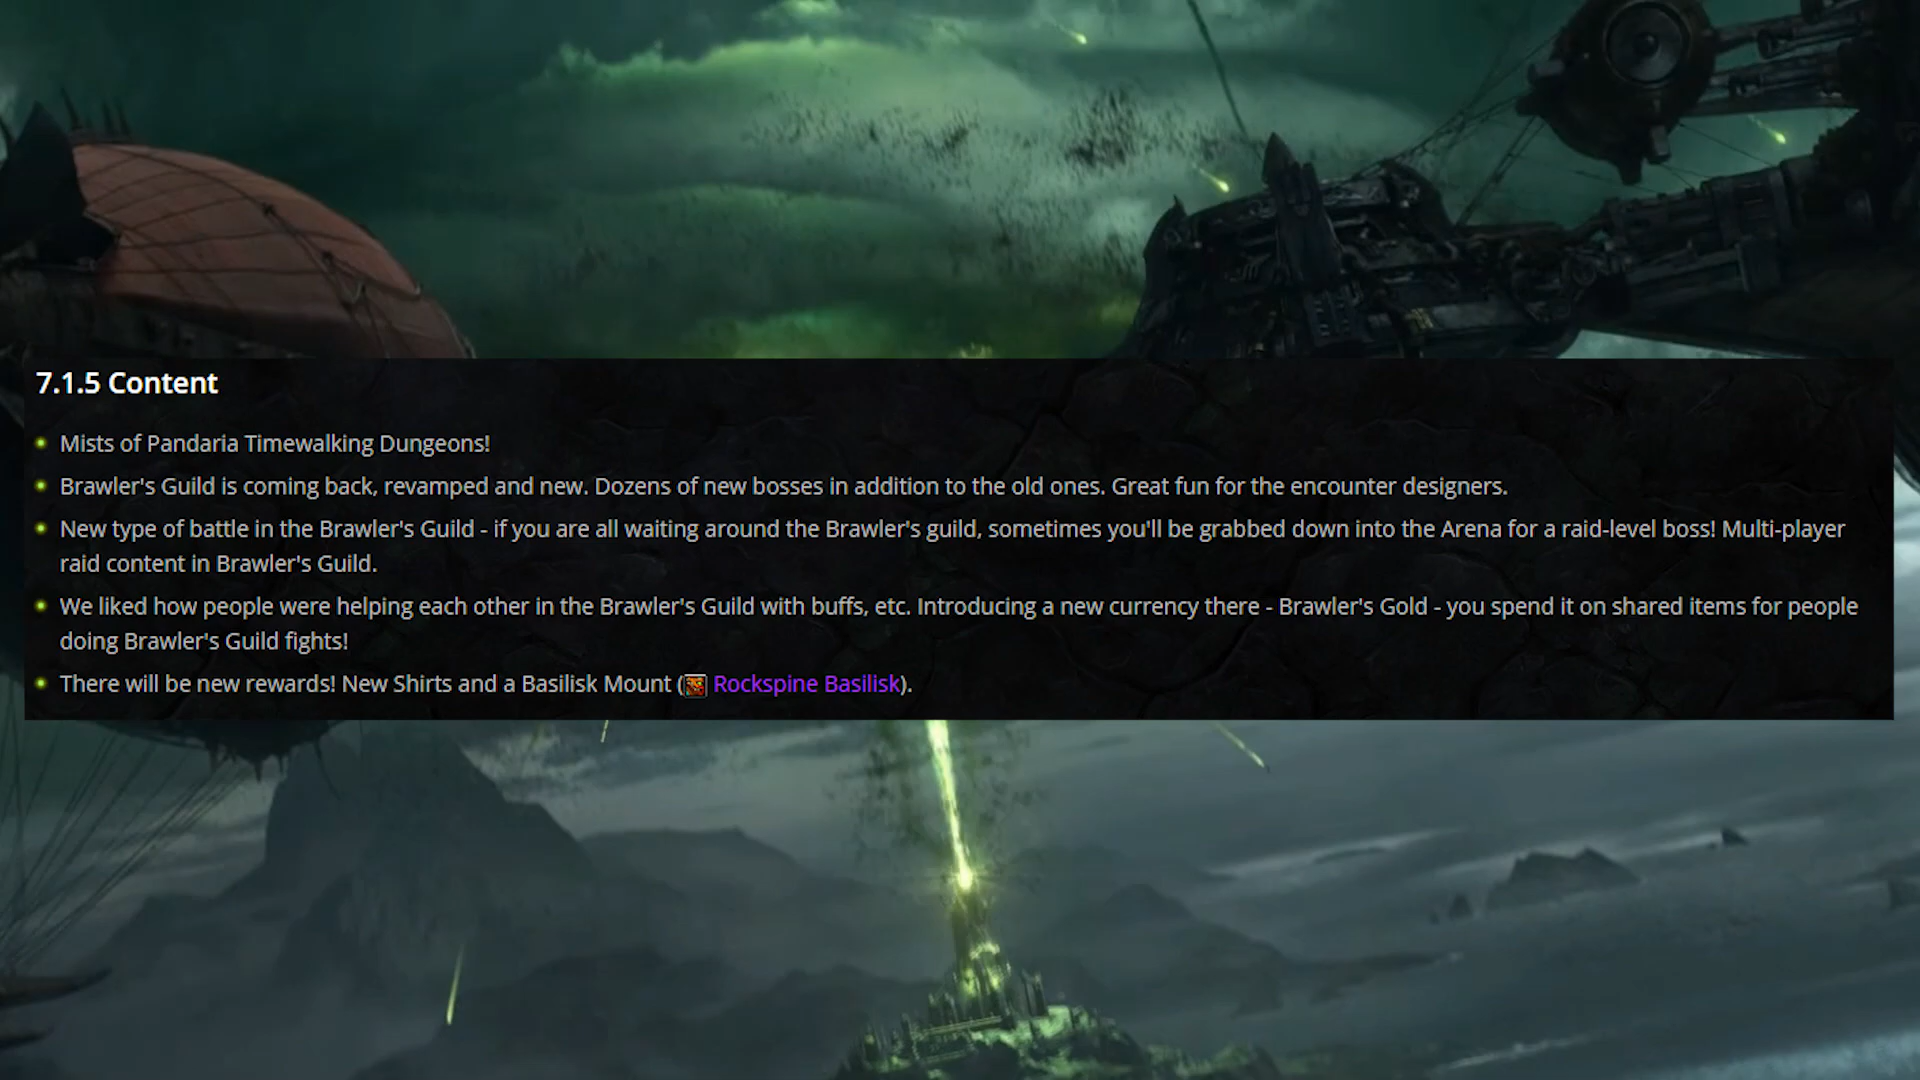 7.1.5 Content
Mists of Pandaria Timewalking Dungeons!
Brawler's Guild is coming back, revamped and new. Dozens of new bosses in addition to the old ones. Great fun for the encounter designers.
New type of battle in the Brawler's Guild - if you are all waiting around the Brawler's guild, sometimes you'll be grabbed down into the Arena for a raid-level boss! Multi-player
raid content in Brawler's Guild.
We liked how people were helping each other in the Brawler's Guild with buffs, etc. Introducing a new currency there - Brawler's Gold - you spend it on shared items for people
doing Brawler's Guild fights!
There will be new rewards! New Shirts and a Basilisk Mount (Rockspine Basilisk).